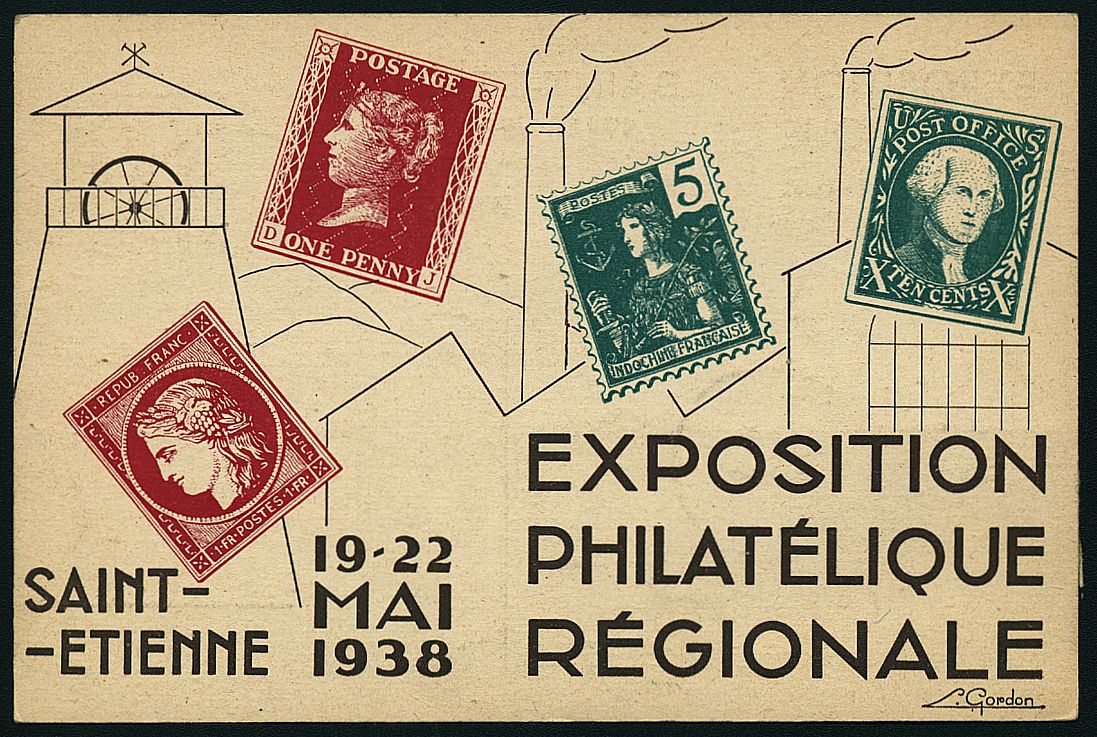 POSTAGE
D ONE PENNY J
POSTES 5
INDOCHINE FRANÇAISE
U S
POST OFFICE
X TEN CENTS X
· REPUB. FRANC ·
· 1 · FR · POSTES · 1 · FR ·
SAINT-
-ETIENNE
19-22
MAI
1938
EXPOSITION
PHILATÉLIQUE
RÉGIONALE
L. Gordon